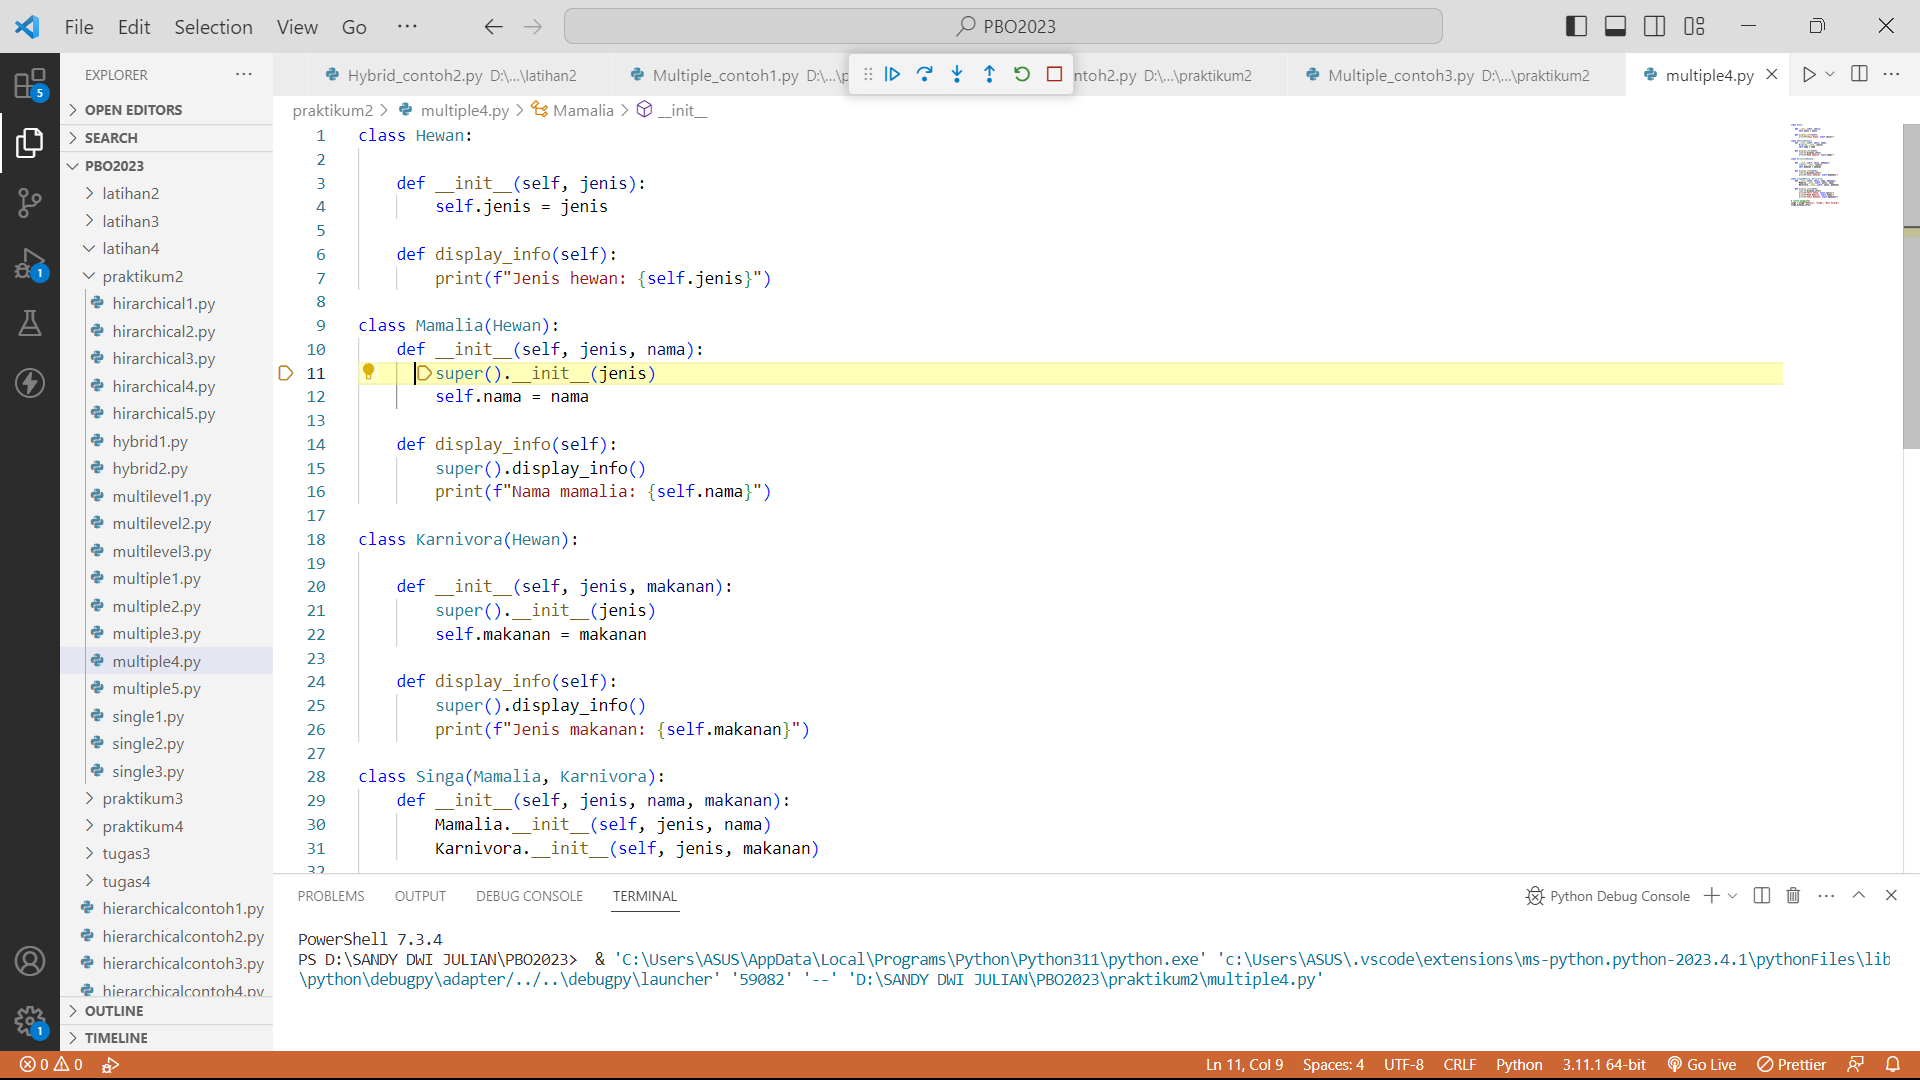 File Edit Selection View Go ··· PBO2023
EXPLORER ···
Hybrid_contoh2.py D:\...\latihan2
Multiple_contoh1.py D:\...\p
ntoh2.py D:\...\praktikum2
Multiple_contoh3.py D:\...\praktikum2
multiple4.py
praktikum2 > multiple4.py > Mamalia > __init__
5
1
1
OPEN EDITORS
SEARCH
PBO2023
latihan2
latihan3
latihan4
praktikum2
hirarchical1.py
hirarchical2.py
hirarchical3.py
hirarchical4.py
hirarchical5.py
hybrid1.py
hybrid2.py
multilevel1.py
multilevel2.py
multilevel3.py
multiple1.py
multiple2.py
multiple3.py
multiple4.py
multiple5.py
single1.py
single2.py
single3.py
praktikum3
praktikum4
tugas3
tugas4
hierarchicalcontoh1.py
hierarchicalcontoh2.py
hierarchicalcontoh3.py
hierarchicalcontoh4.py
OUTLINE
TIMELINE
1 class Hewan:
2
3     def __init__(self, jenis):
4         self.jenis = jenis
5
6     def display_info(self):
7         print(f"Jenis hewan: {self.jenis}")
8
9 class Mamalia(Hewan):
10     def __init__(self, jenis, nama):
11         super().__init__(jenis)
12         self.nama = nama
13
14     def display_info(self):
15         super().display_info()
16         print(f"Nama mamalia: {self.nama}")
17
18 class Karnivora(Hewan):
19
20     def __init__(self, jenis, makanan):
21         super().__init__(jenis)
22         self.makanan = makanan
23
24     def display_info(self):
25         super().display_info()
26         print(f"Jenis makanan: {self.makanan}")
27
28 class Singa(Mamalia, Karnivora):
29     def __init__(self, jenis, nama, makanan):
30         Mamalia.__init__(self, jenis, nama)
31         Karnivora.__init__(self, jenis, makanan)
32
PROBLEMS OUTPUT DEBUG CONSOLE TERMINAL
Python Debug Console
PowerShell 7.3.4
PS D:\SANDY DWI JULIAN\PBO2023>  & 'C:\Users\ASUS\AppData\Local\Programs\Python\Python311\python.exe' 'c:\Users\ASUS\.vscode\extensions\ms-python.python-2023.4.1\pythonFiles\lib
\python\debugpy\adapter/../..\debugpy\launcher' '59082' '--' 'D:\SANDY DWI JULIAN\PBO2023\praktikum2\multiple4.py'
0 0 Ln 11, Col 9 Spaces: 4 UTF-8 CRLF Python 3.11.1 64-bit Go Live Prettier